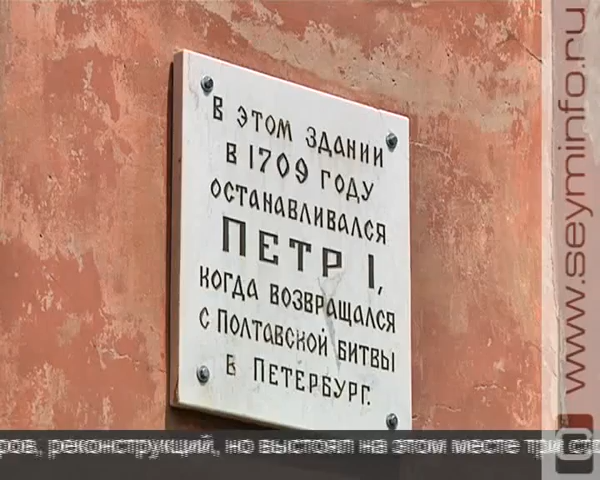 В ЭТОМ ЗДАНИИ
В 1709 ГОДУ
ОСТАНАВЛИВАЛСЯ
ПЕТР I,
КОГДА ВОЗВРАЩАЛСЯ
С ПОЛТАВСКОЙ БИТВЫ
В ПЕТЕРБУРГ.
www.seyminfo.ru
реконструкций, но выстоял на этом месте три